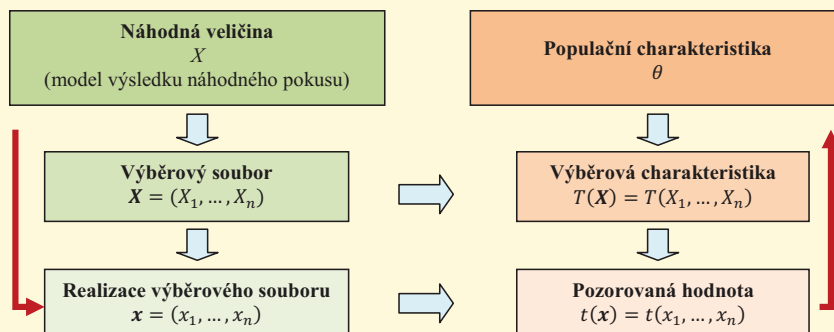 Náhodná veličina
X
(model výsledku náhodného pokusu)
Populační charakteristika
θ
Výběrový soubor
X = (X₁, … , Xₙ)
Výběrová charakteristika
T(X) = T(X₁, … , Xₙ)
Realizace výběrového souboru
x = (x₁, … , xₙ)
Pozorovaná hodnota
t(x) = t(x₁, … , xₙ)